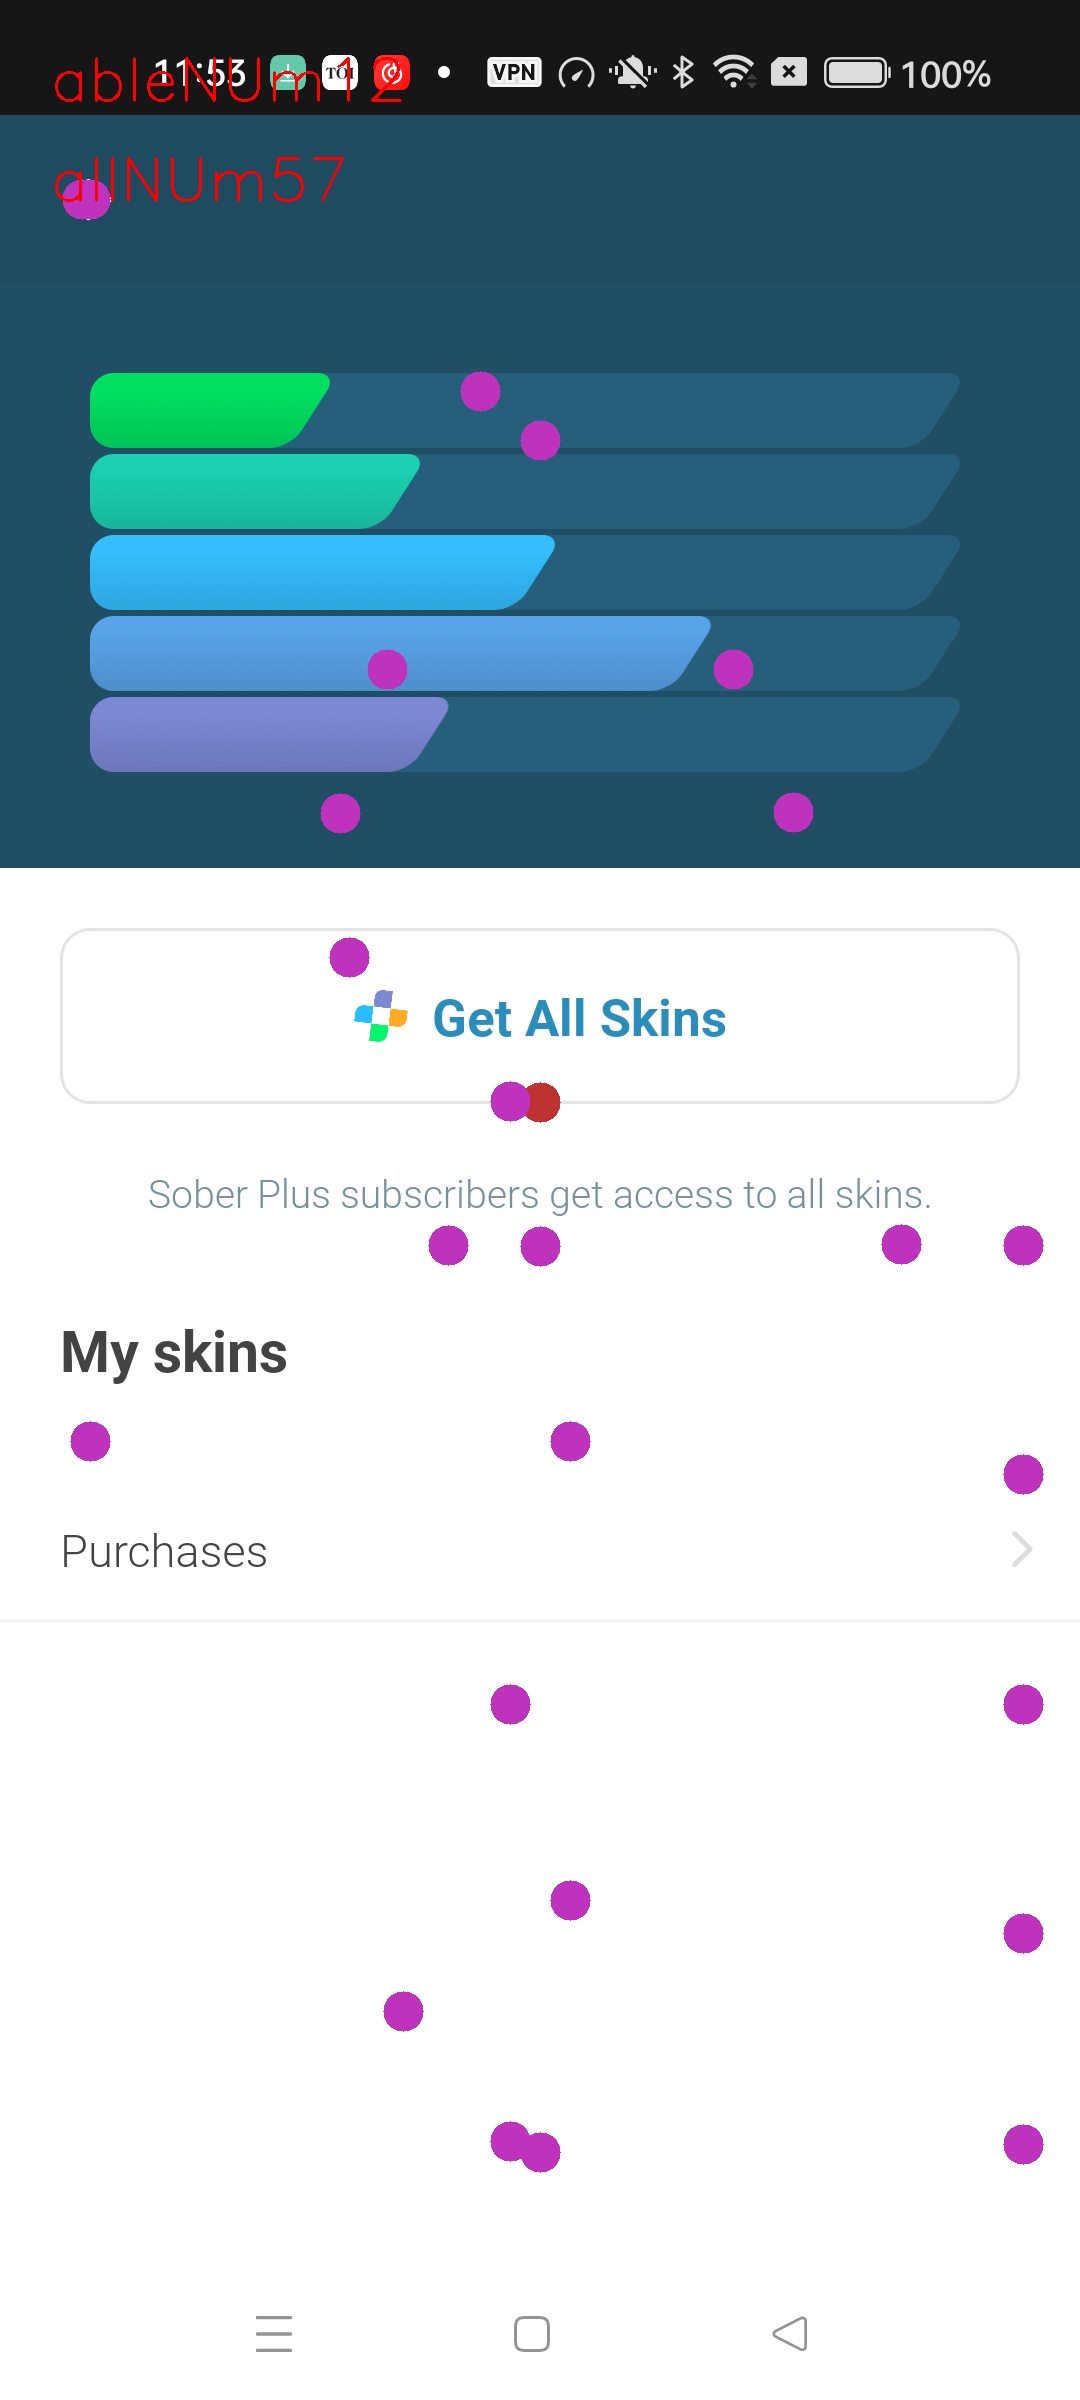 11:53 TOI VPN 100%
ableNUm12
allNUm57
Get All Skins
Sober Plus subscribers get access to all skins.
My skins
Purchases